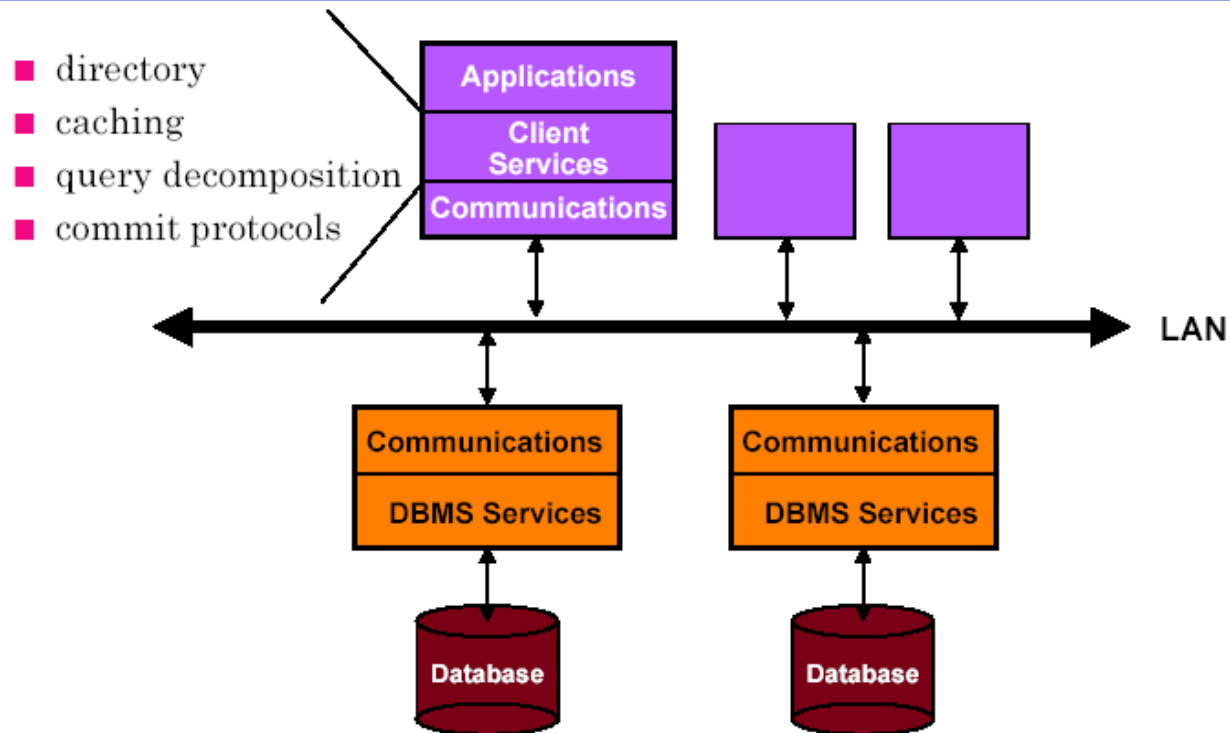 directory
caching
query decomposition
commit protocols
Applications
Client
Services
Communications
LAN
Communications
DBMS Services
Communications
DBMS Services
Database
Database